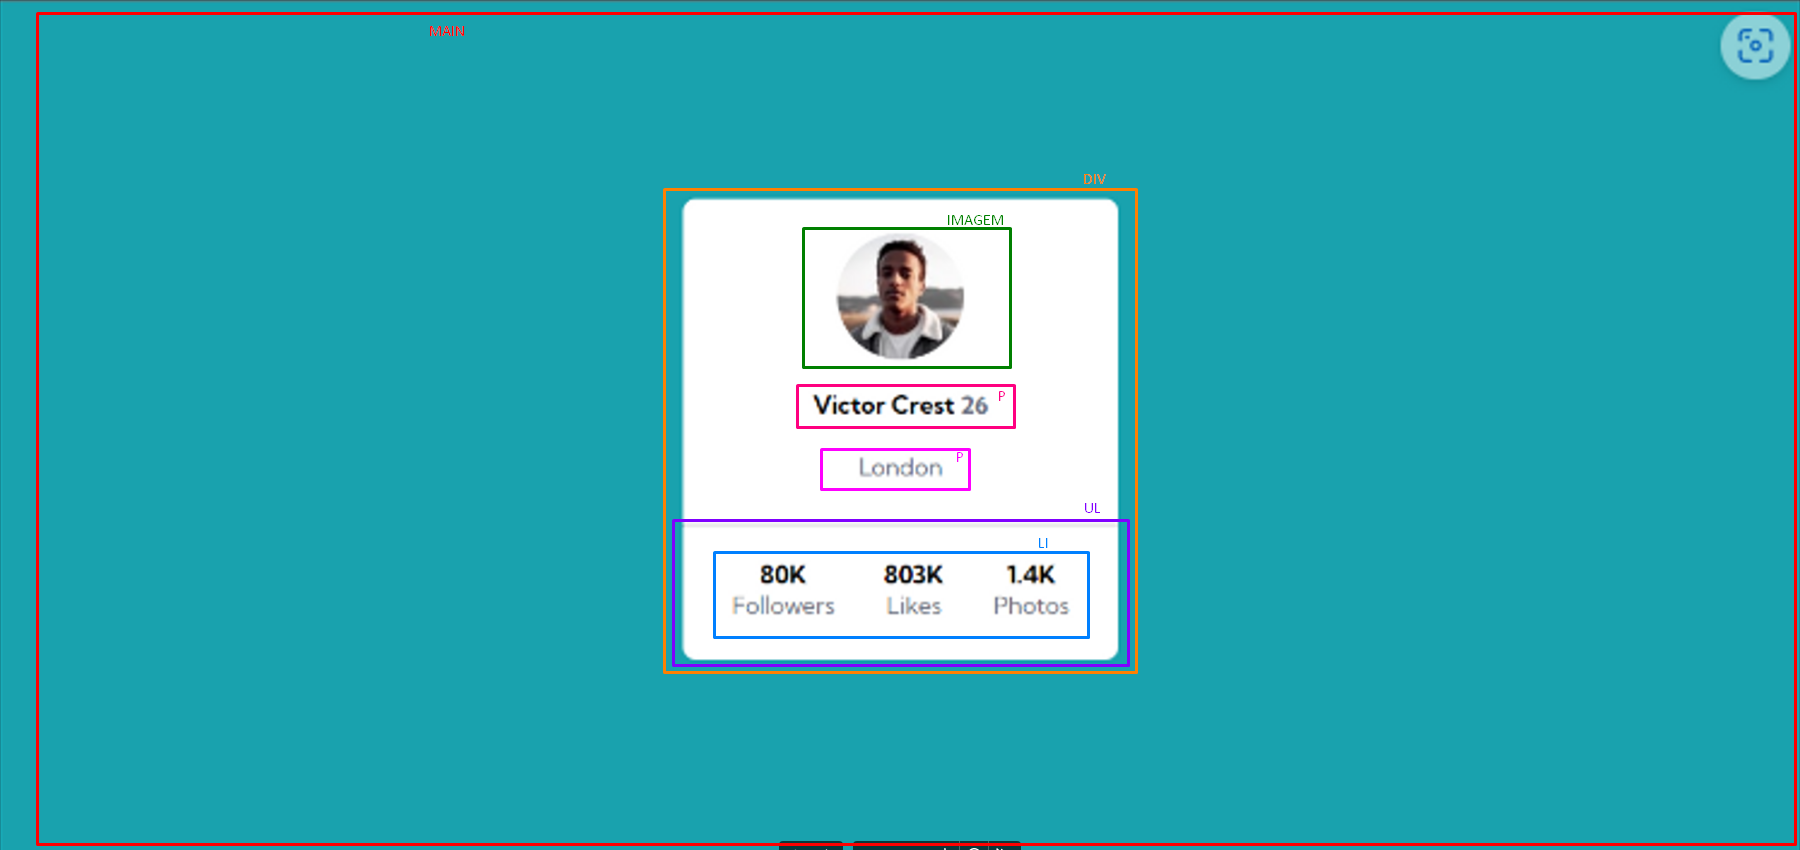 MAIN
DIV
IMAGEM
Victor Crest 26 P
London P
UL
LI
80K 803K 1.4K
Followers Likes Photos